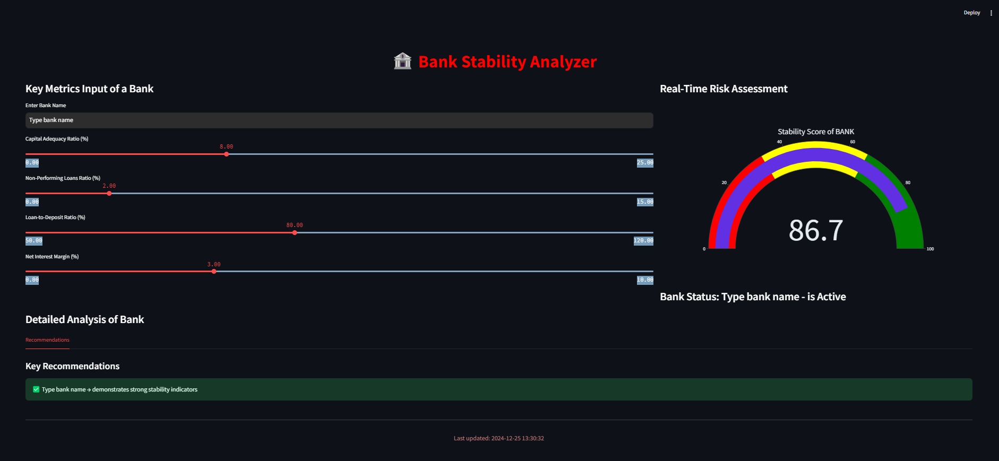 Deploy
Bank Stability Analyzer
Key Metrics Input of a Bank
Enter Bank Name
Type bank name
Capital Adequacy Ratio (%)
8.00
0.00 25.00
Non-Performing Loans Ratio (%)
2.00
0.00 15.00
Loan-to-Deposit Ratio (%)
80.00
50.00 120.00
Net Interest Margin (%)
3.00
0.00 10.00
Real-Time Risk Assessment
Stability Score of BANK
40 60
20 80
86.7
0 100
Bank Status: Type bank name - is Active
Detailed Analysis of Bank
Recommendations
Key Recommendations
✅ Type bank name → demonstrates strong stability indicators
Last updated: 2024-12-25 13:30:32